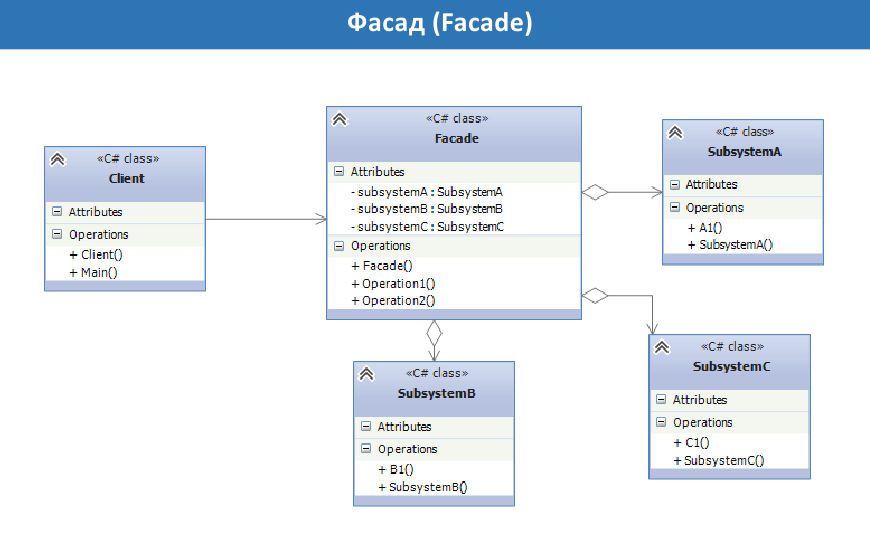 Фасад (Facade)
«C# class»
Client
Attributes
Operations
+ Client()
+ Main()
«C# class»
Facade
Attributes
- subsystemA : SubsystemA
- subsystemB : SubsystemB
- subsystemC : SubsystemC
Operations
+ Facade()
+ Operation1()
+ Operation2()
«C# class»
SubsystemA
Attributes
Operations
+ A1()
+ SubsystemA()
«C# class»
SubsystemB
Attributes
Operations
+ B1()
+ SubsystemB()
«C# class»
SubsystemC
Attributes
Operations
+ C1()
+ SubsystemC()